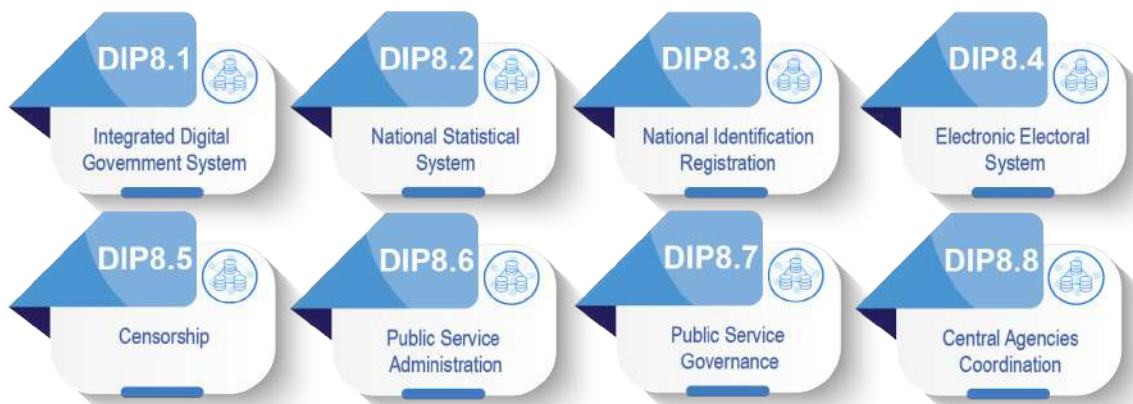 DIP8.1
Integrated Digital
Government System
DIP8.2
National Statistical
System
DIP8.3
National Identification
Registration
DIP8.4
Electronic Electoral
System
DIP8.5
Censorship
DIP8.6
Public Service
Administration
DIP8.7
Public Service
Governance
DIP8.8
Central Agencies
Coordination